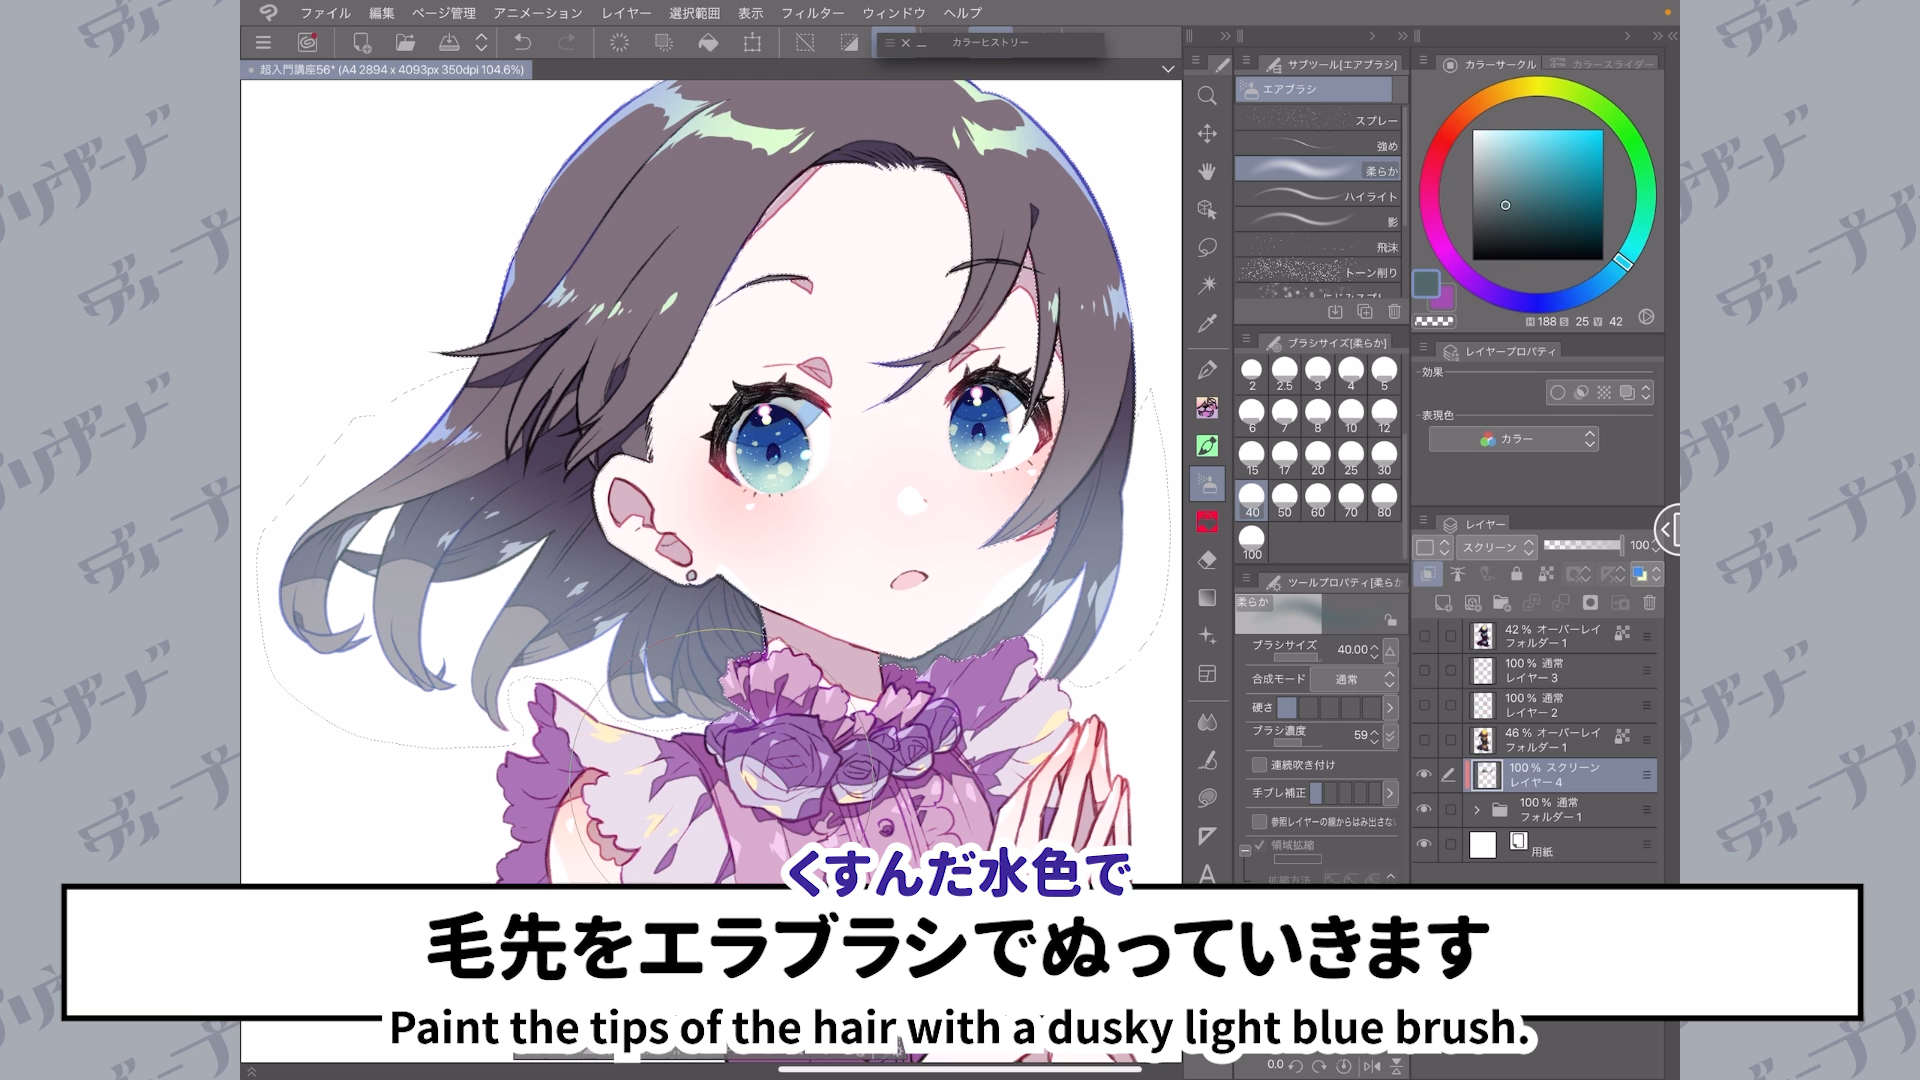 ファイル 編集 ページ管理 アニメーション レイヤー 選択範囲 表示 フィルター ウィンドウ ヘルプ
カラーヒストリー
超入門講座56* (A4 2894 x 4093px 350dpi 104.6%)
サブツール[エアブラシ]
エアブラシ
スプレー
強め
柔らか
ハイライト
影
飛沫
トーン削り
ブラシサイズ[柔らか]
2 2.5 3 4 5
6 7 8 10 12
15 17 20 25 30
40 50 60 70 80
100
ツールプロパティ[柔らか
柔らか
ブラシサイズ 40.00
合成モード 通常
硬さ
ブラシ濃度 59
連続吹き付け
手ブレ補正
参照レイヤーの線からはみ出さない
領域拡縮
拡縮方法
カラーサークル カラースライダー
H 188 S 25 V 42
レイヤープロパティ
効果
表現色
カラー
レイヤー
スクリーン 100
42 % オーバーレイ
フォルダー 1
100 % 通常
レイヤー 3
100 % 通常
レイヤー 2
46 % オーバーレイ
フォルダー 1
100 % スクリーン
レイヤー 4
100 % 通常
フォルダー 1
用紙
くすんだ水色で
毛先をエラブラシでぬっていきます
Paint the tips of the hair with a dusky light blue brush.
0.0